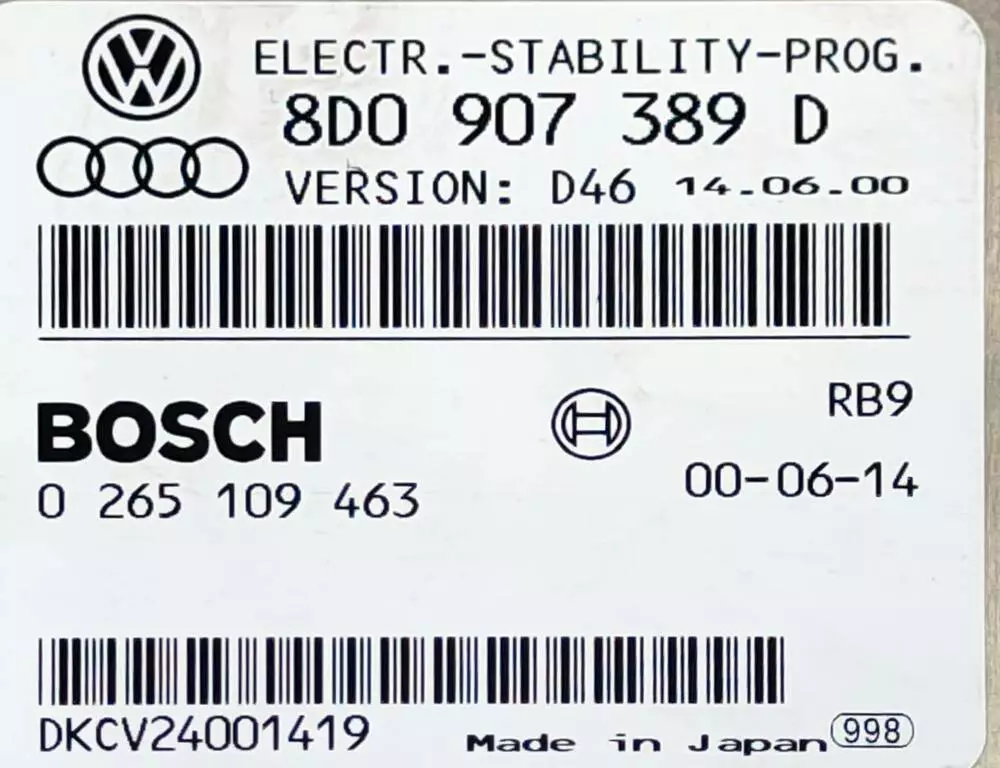 ELECTR.-STABILITY-PROG.
8D0 907 389 D
VERSION: D46 14.06.00
BOSCH
RB9
0 265 109 463
00-06-14
DKCV24001419
Made in Japan 998